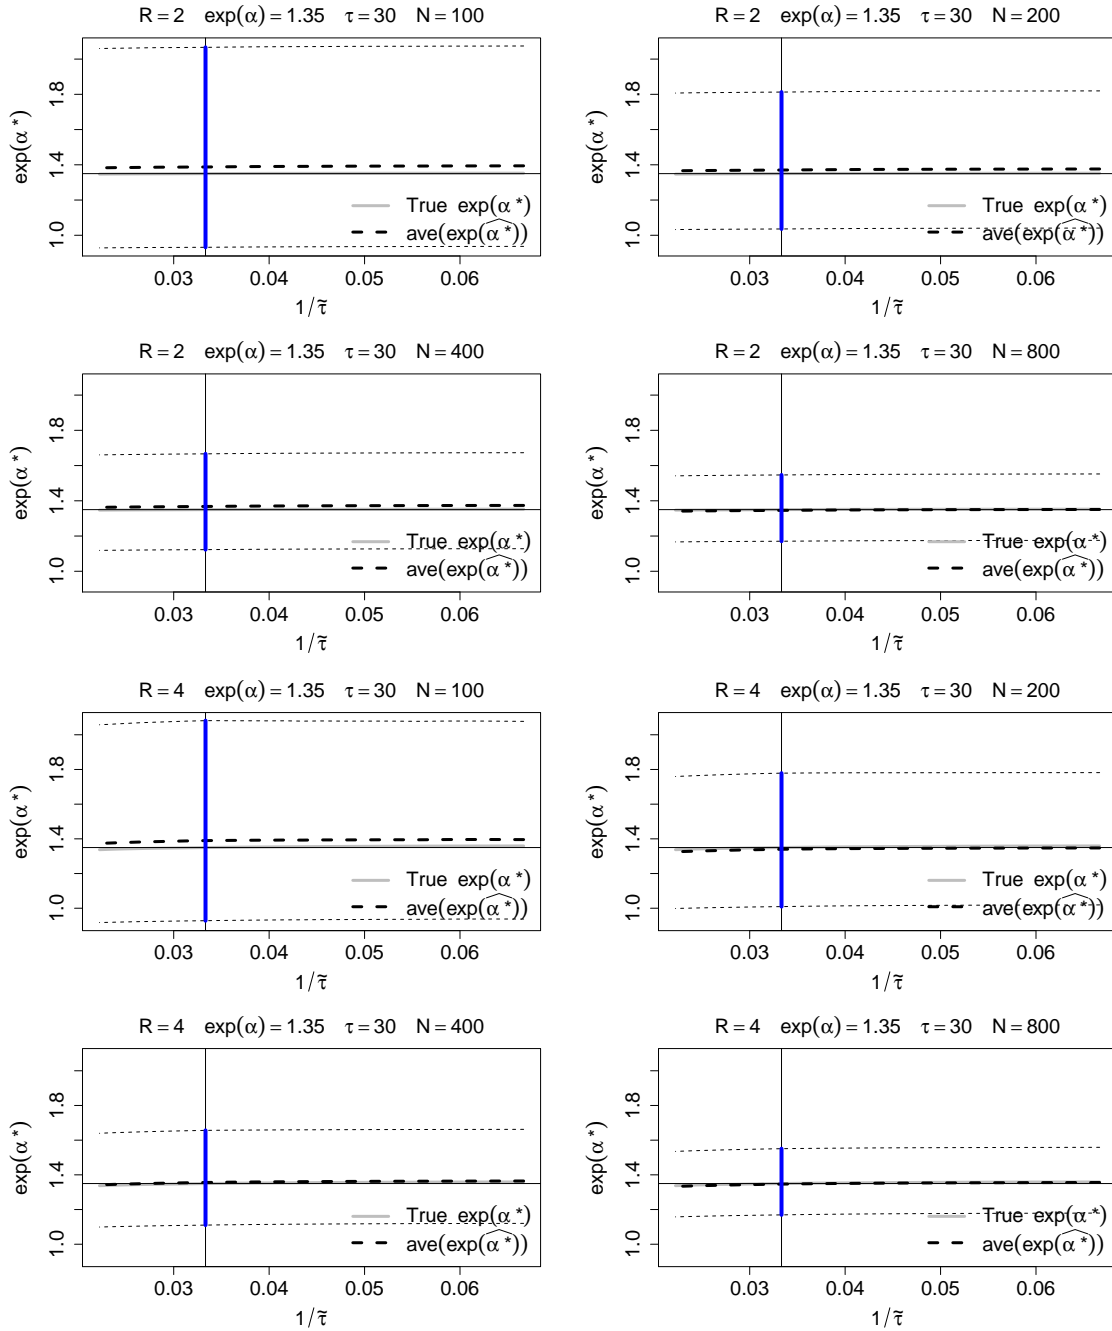 R = 2 exp(α) = 1.35 τ = 30 N = 100
exp(α*)
1.0 1.4 1.8
True exp(α*)
ave(exp(α̂*))
0.03 0.04 0.05 0.06
1/τ̃
R = 2 exp(α) = 1.35 τ = 30 N = 200
exp(α*)
1.0 1.4 1.8
True exp(α*)
ave(exp(α̂*))
0.03 0.04 0.05 0.06
1/τ̃
R = 2 exp(α) = 1.35 τ = 30 N = 400
exp(α*)
1.0 1.4 1.8
True exp(α*)
ave(exp(α̂*))
0.03 0.04 0.05 0.06
1/τ̃
R = 2 exp(α) = 1.35 τ = 30 N = 800
exp(α*)
1.0 1.4 1.8
True exp(α*)
ave(exp(α̂*))
0.03 0.04 0.05 0.06
1/τ̃
R = 4 exp(α) = 1.35 τ = 30 N = 100
exp(α*)
1.0 1.4 1.8
True exp(α*)
ave(exp(α̂*))
0.03 0.04 0.05 0.06
1/τ̃
R = 4 exp(α) = 1.35 τ = 30 N = 200
exp(α*)
1.0 1.4 1.8
True exp(α*)
ave(exp(α̂*))
0.03 0.04 0.05 0.06
1/τ̃
R = 4 exp(α) = 1.35 τ = 30 N = 400
exp(α*)
1.0 1.4 1.8
True exp(α*)
ave(exp(α̂*))
0.03 0.04 0.05 0.06
1/τ̃
R = 4 exp(α) = 1.35 τ = 30 N = 800
exp(α*)
1.0 1.4 1.8
True exp(α*)
ave(exp(α̂*))
0.03 0.04 0.05 0.06
1/τ̃